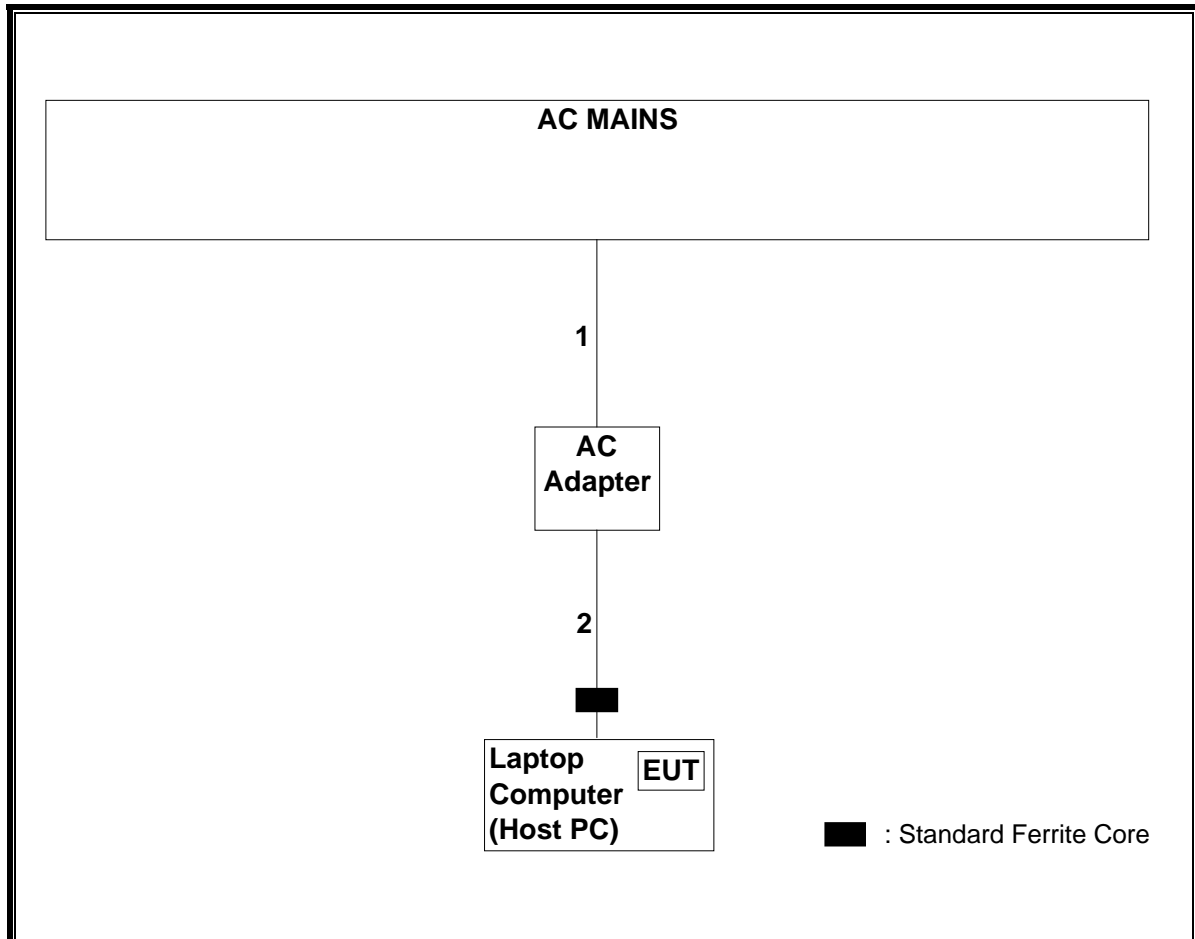 AC MAINS
1
AC
Adapter
2
Laptop
Computer
(Host PC)
EUT
: Standard Ferrite Core